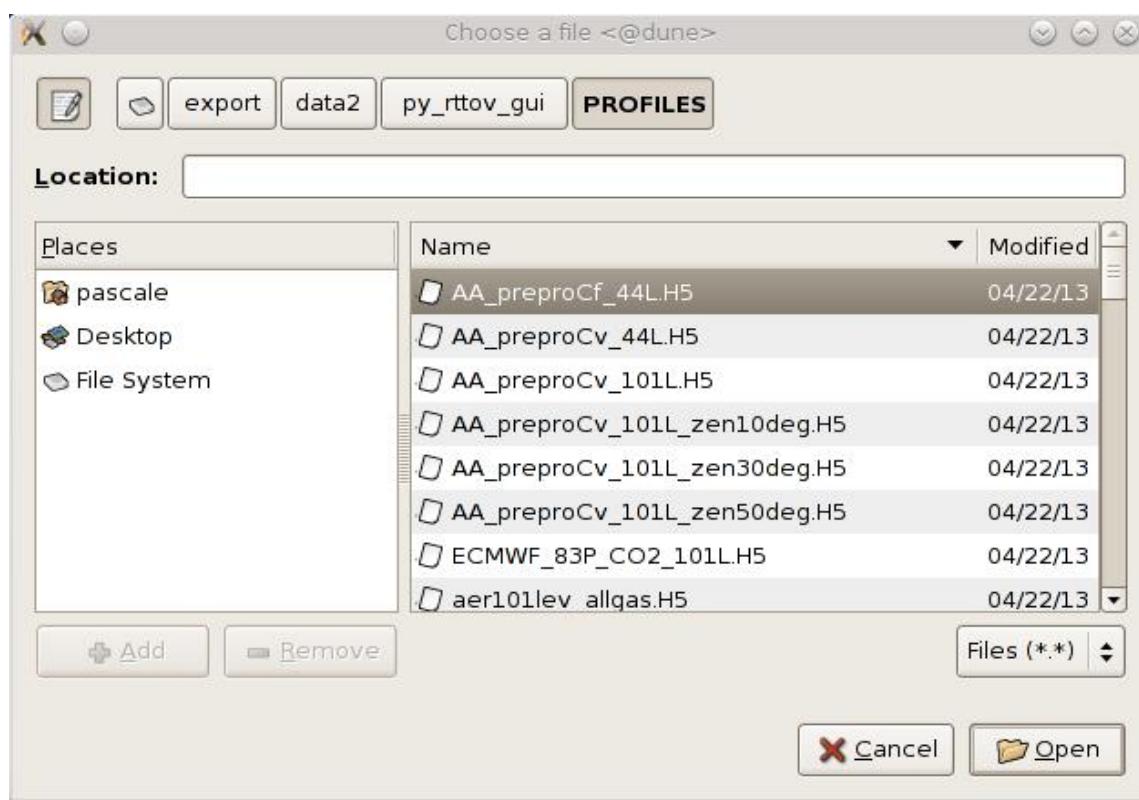 Choose a file <@dune>
export data2 py_rttov_gui PROFILES
Location:
Places
pascale
Desktop
File System
Name Modified
AA_preproCf_44L.H5 04/22/13
AA_preproCv_44L.H5 04/22/13
AA_preproCv_101L.H5 04/22/13
AA_preproCv_101L_zen10deg.H5 04/22/13
AA_preproCv_101L_zen30deg.H5 04/22/13
AA_preproCv_101L_zen50deg.H5 04/22/13
ECMWF_83P_CO2_101L.H5 04/22/13
aer101lev_allgas.H5 04/22/13
Add Remove
Files (*.*)
Cancel Open